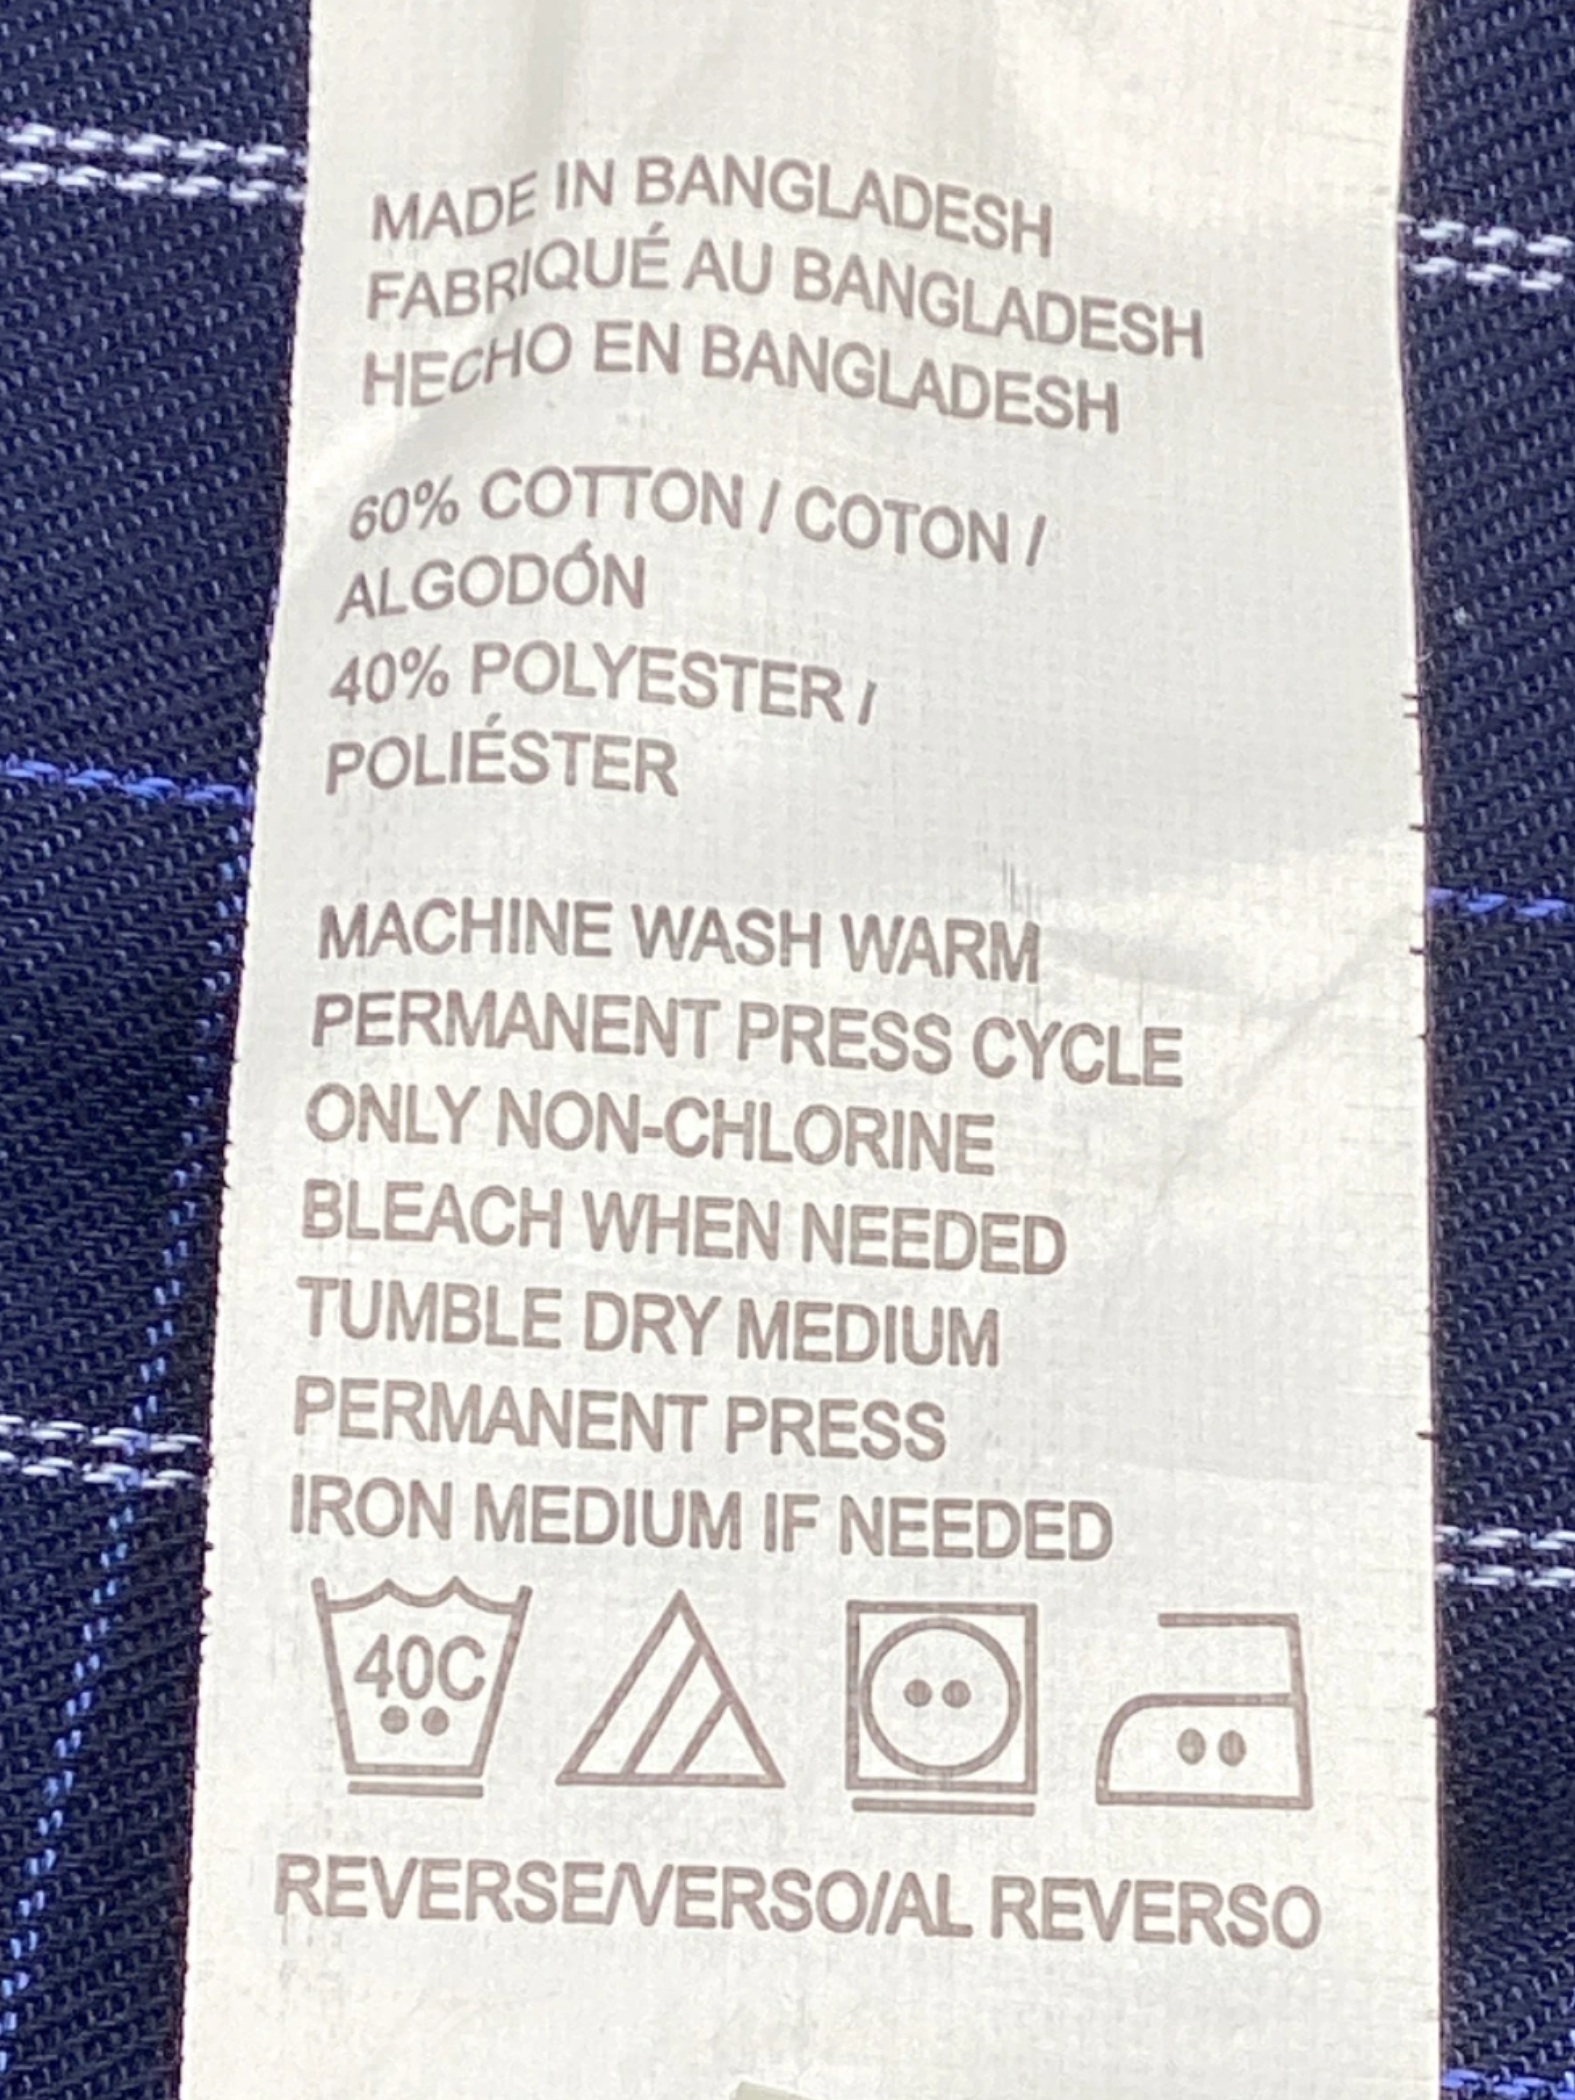 MADE IN BANGLADESH
FABRIQUÉ AU BANGLADESH
HECHO EN BANGLADESH
60% COTTON / COTON /
ALGODÓN
40% POLYESTER /
POLIÉSTER
MACHINE WASH WARM
PERMANENT PRESS CYCLE
ONLY NON-CHLORINE
BLEACH WHEN NEEDED
TUMBLE DRY MEDIUM
PERMANENT PRESS
IRON MEDIUM IF NEEDED
40C
REVERSE/VERSO/AL REVERSO